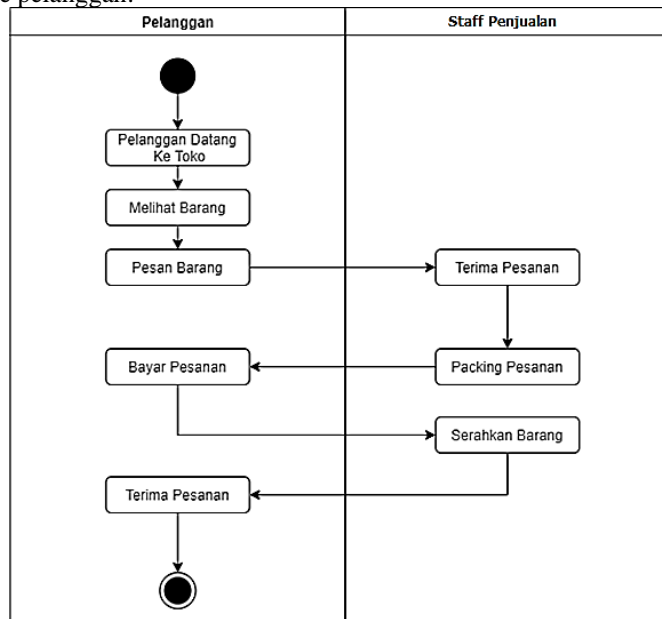 pelanggan.
Pelanggan
Staff Penjualan
Pelanggan Datang
Ke Toko
Melihat Barang
Pesan Barang
Terima Pesanan
Bayar Pesanan
Packing Pesanan
Serahkan Barang
Terima Pesanan